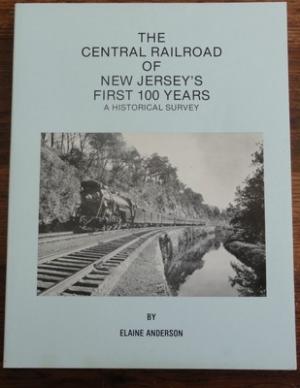 THE
CENTRAL RAILROAD
OF
NEW JERSEY'S
FIRST 100 YEARS
A HISTORICAL SURVEY
BY
ELAINE ANDERSON